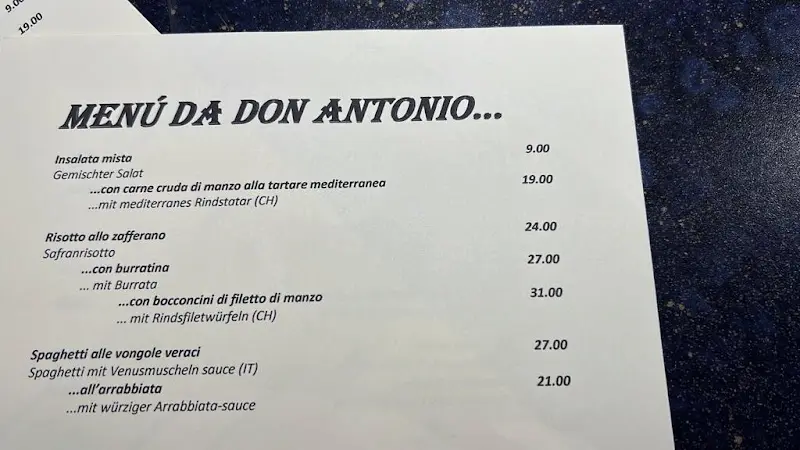 9.00
19.00
MENÚ DA DON ANTONIO...
Insalata mista 9.00
Gemischter Salat
...con carne cruda di manzo alla tartare mediterranea 19.00
...mit mediterranes Rindstatar (CH)
Risotto allo zafferano 24.00
Safranrisotto
...con burratina 27.00
... mit Burrata
...con bocconcini di filetto di manzo 31.00
... mit Rindsfiletwürfeln (CH)
Spaghetti alle vongole veraci 27.00
Spaghetti mit Venusmuscheln sauce (IT)
...all'arrabbiata 21.00
...mit würziger Arrabbiata-sauce